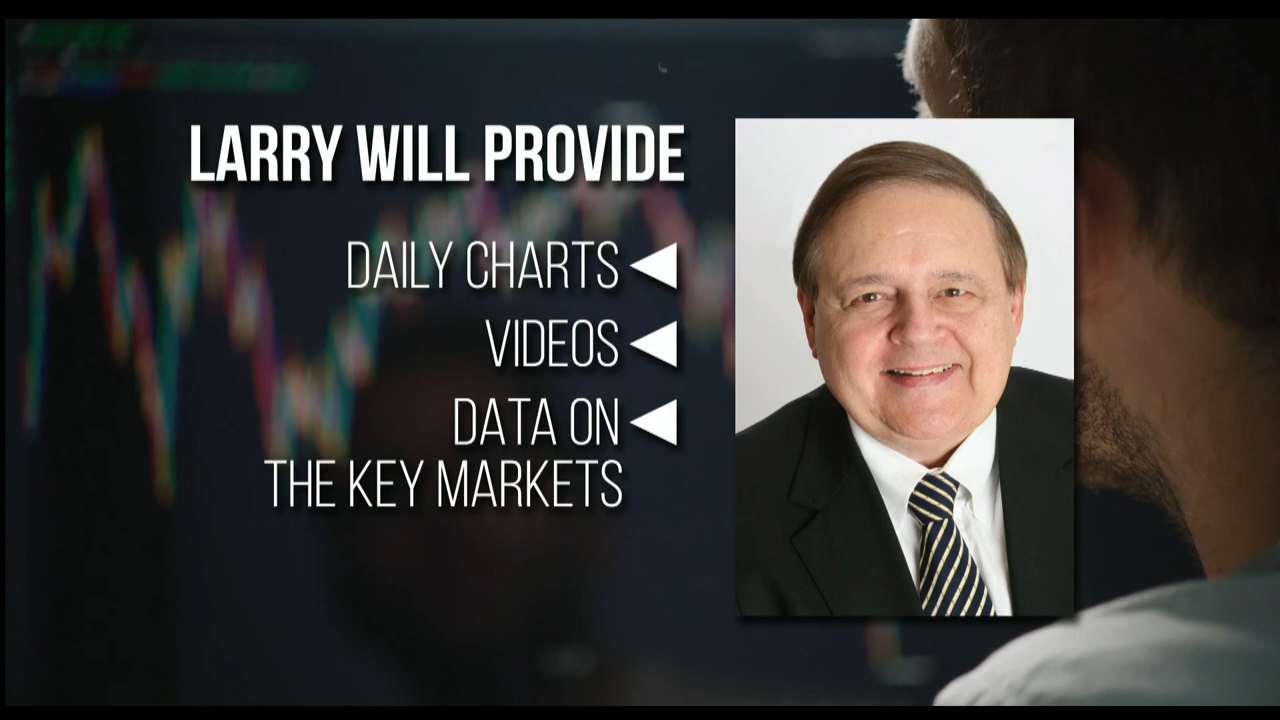 LARRY WILL PROVIDE
DAILY CHARTS
VIDEOS
DATA ON
THE KEY MARKETS